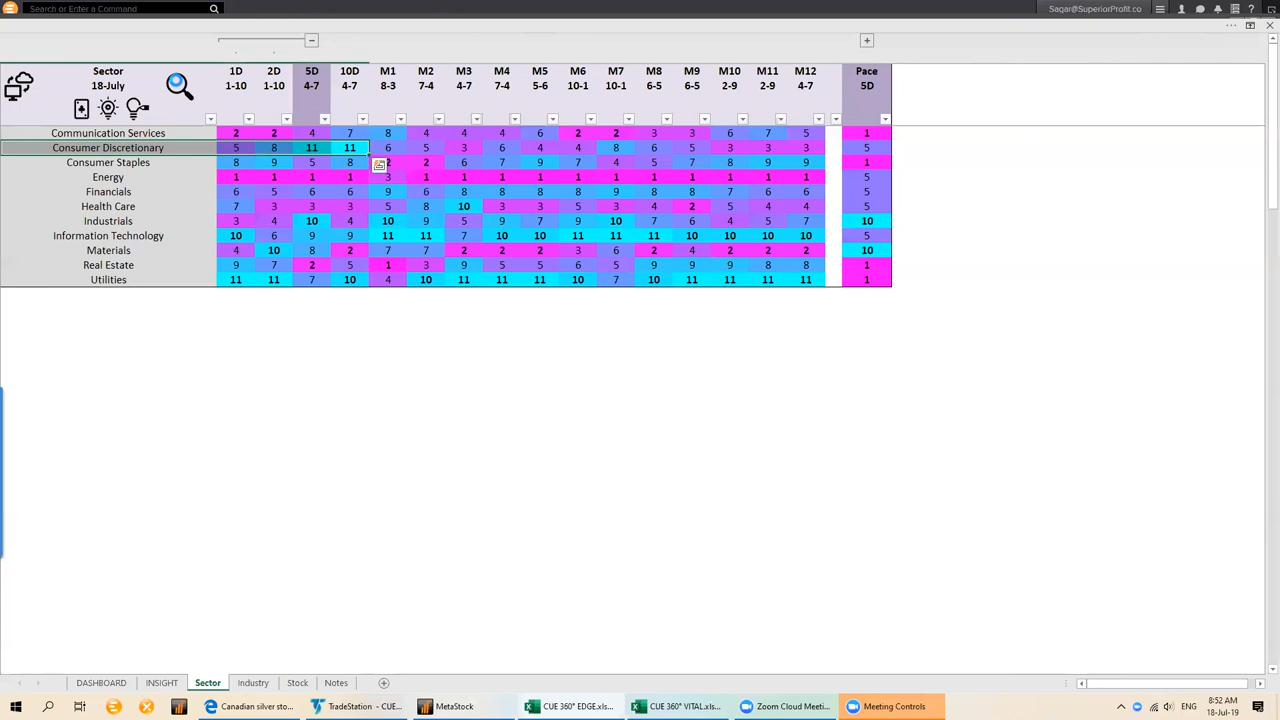 Search or Enter a Command
Sagar@SuperiorProfit.co
Sector 1D 2D 5D 10D M1 M2 M3 M4 M5 M6 M7 M8 M9 M10 M11 M12 Pace
18-July 1-10 1-10 4-7 4-7 8-3 7-4 7-4 4-7 5-6 10-1 10-1 6-5 6-5 2-9 2-9 4-7 5D
Communication Services 2 2 4 7 8 4 4 4 6 2 2 3 3 6 7 5 1
Consumer Discretionary 5 8 11 11 6 5 3 6 4 4 8 6 5 3 3 3 5
Consumer Staples 8 9 5 8 2 2 6 7 9 7 4 5 7 8 9 9 1
Energy 1 1 1 1 3 1 1 1 1 1 1 1 1 1 1 1 5
Financials 6 5 6 6 9 6 8 8 8 9 9 8 8 7 6 6 5
Health Care 7 3 3 3 5 8 10 3 3 5 3 4 2 5 4 4 5
Industrials 3 4 10 4 10 9 5 9 7 9 10 7 6 4 5 7 10
Information Technology 10 6 9 9 11 11 7 10 10 11 11 11 10 10 10 10 5
Materials 4 10 8 2 7 7 2 2 2 3 6 2 4 2 2 2 10
Real Estate 9 7 2 5 1 3 9 5 5 6 5 9 9 9 8 8 1
Utilities 11 11 7 10 4 10 11 11 11 10 7 10 11 11 11 11 1
DASHBOARD INSIGHT Sector Industry Stock Notes
Canadian silver sto... TradeStation - CUE... MetaStock CUE 360° EDGE.xls... CUE 360° VITAL.xls... Zoom Cloud Meeti... Meeting Controls
ENG
8:52 AM
18-Jul-19